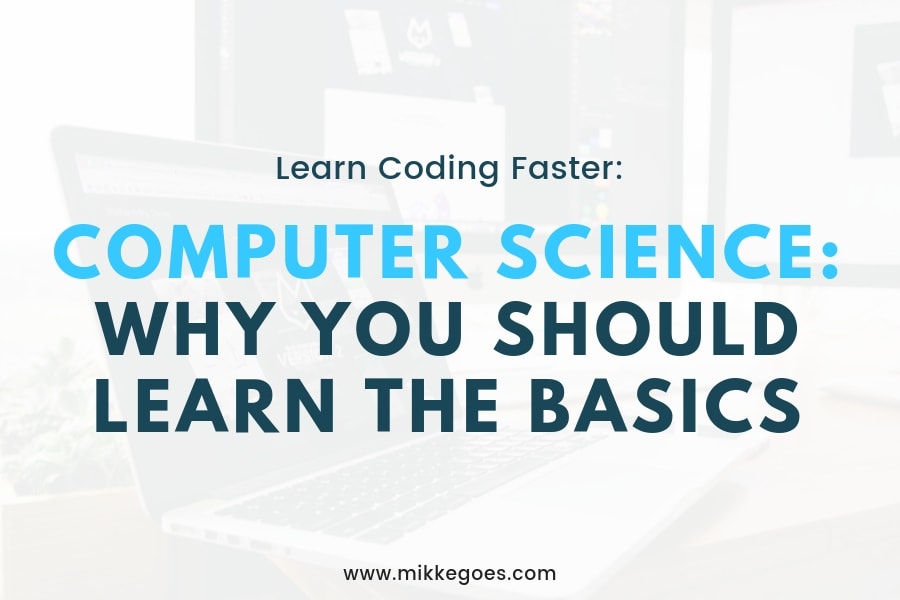 Learn Coding Faster:
COMPUTER SCIENCE:
WHY YOU SHOULD
LEARN THE BASICS
www.mikkegoes.com